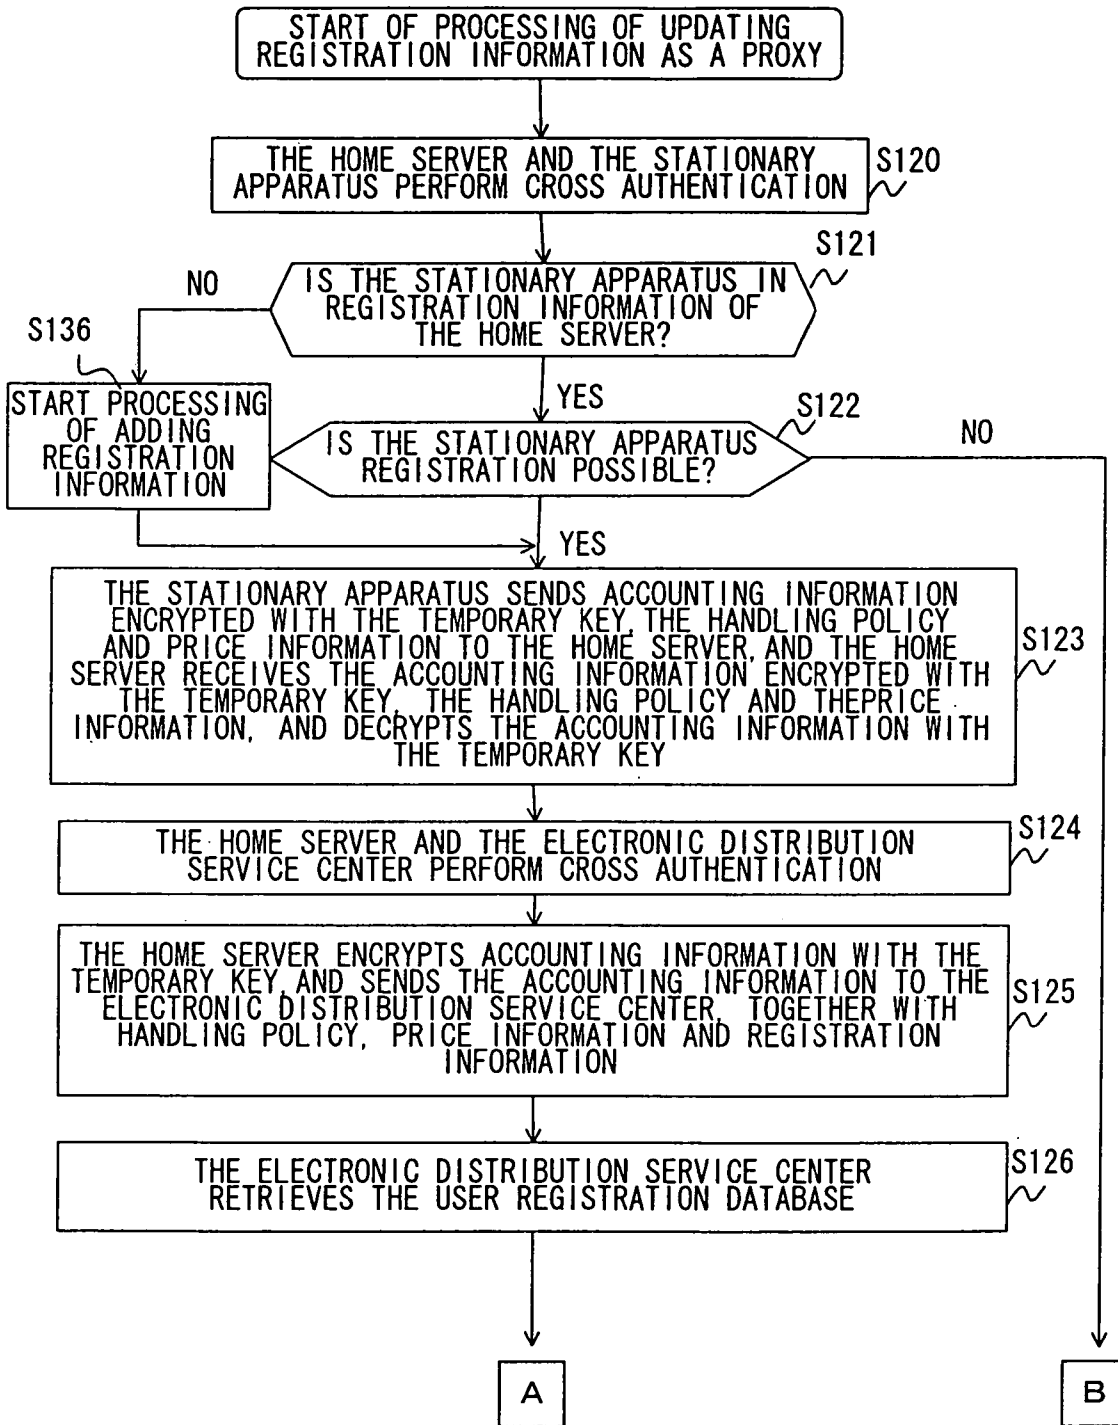 START OF PROCESSING OF UPDATING
REGISTRATION INFORMATION AS A PROXY
THE HOME SERVER AND THE STATIONARY
APPARATUS PERFORM CROSS AUTHENTICATION
S120
S121
NO
IS THE STATIONARY APPARATUS IN
REGISTRATION INFORMATION OF
THE HOME SERVER?
S136
YES
START PROCESSING
OF ADDING
REGISTRATION
INFORMATION
S122
IS THE STATIONARY APPARATUS
REGISTRATION POSSIBLE?
NO
YES
THE STATIONARY APPARATUS SENDS ACCOUNTING INFORMATION
ENCRYPTED WITH THE TEMPORARY KEY, THE HANDLING POLICY
AND PRICE INFORMATION TO THE HOME SERVER, AND THE HOME
SERVER RECEIVES THE ACCOUNTING INFORMATION ENCRYPTED WITH
THE TEMPORARY KEY, THE HANDLING POLICY AND THEPRICE
INFORMATION, AND DECRYPTS THE ACCOUNTING INFORMATION WITH
THE TEMPORARY KEY
S123
THE HOME SERVER AND THE ELECTRONIC DISTRIBUTION
SERVICE CENTER PERFORM CROSS AUTHENTICATION
S124
THE HOME SERVER ENCRYPTS ACCOUNTING INFORMATION WITH THE
TEMPORARY KEY, AND SENDS THE ACCOUNTING INFORMATION TO THE
ELECTRONIC DISTRIBUTION SERVICE CENTER, TOGETHER WITH
HANDLING POLICY, PRICE INFORMATION AND REGISTRATION
INFORMATION
S125
THE ELECTRONIC DISTRIBUTION SERVICE CENTER
RETRIEVES THE USER REGISTRATION DATABASE
S126
A
B